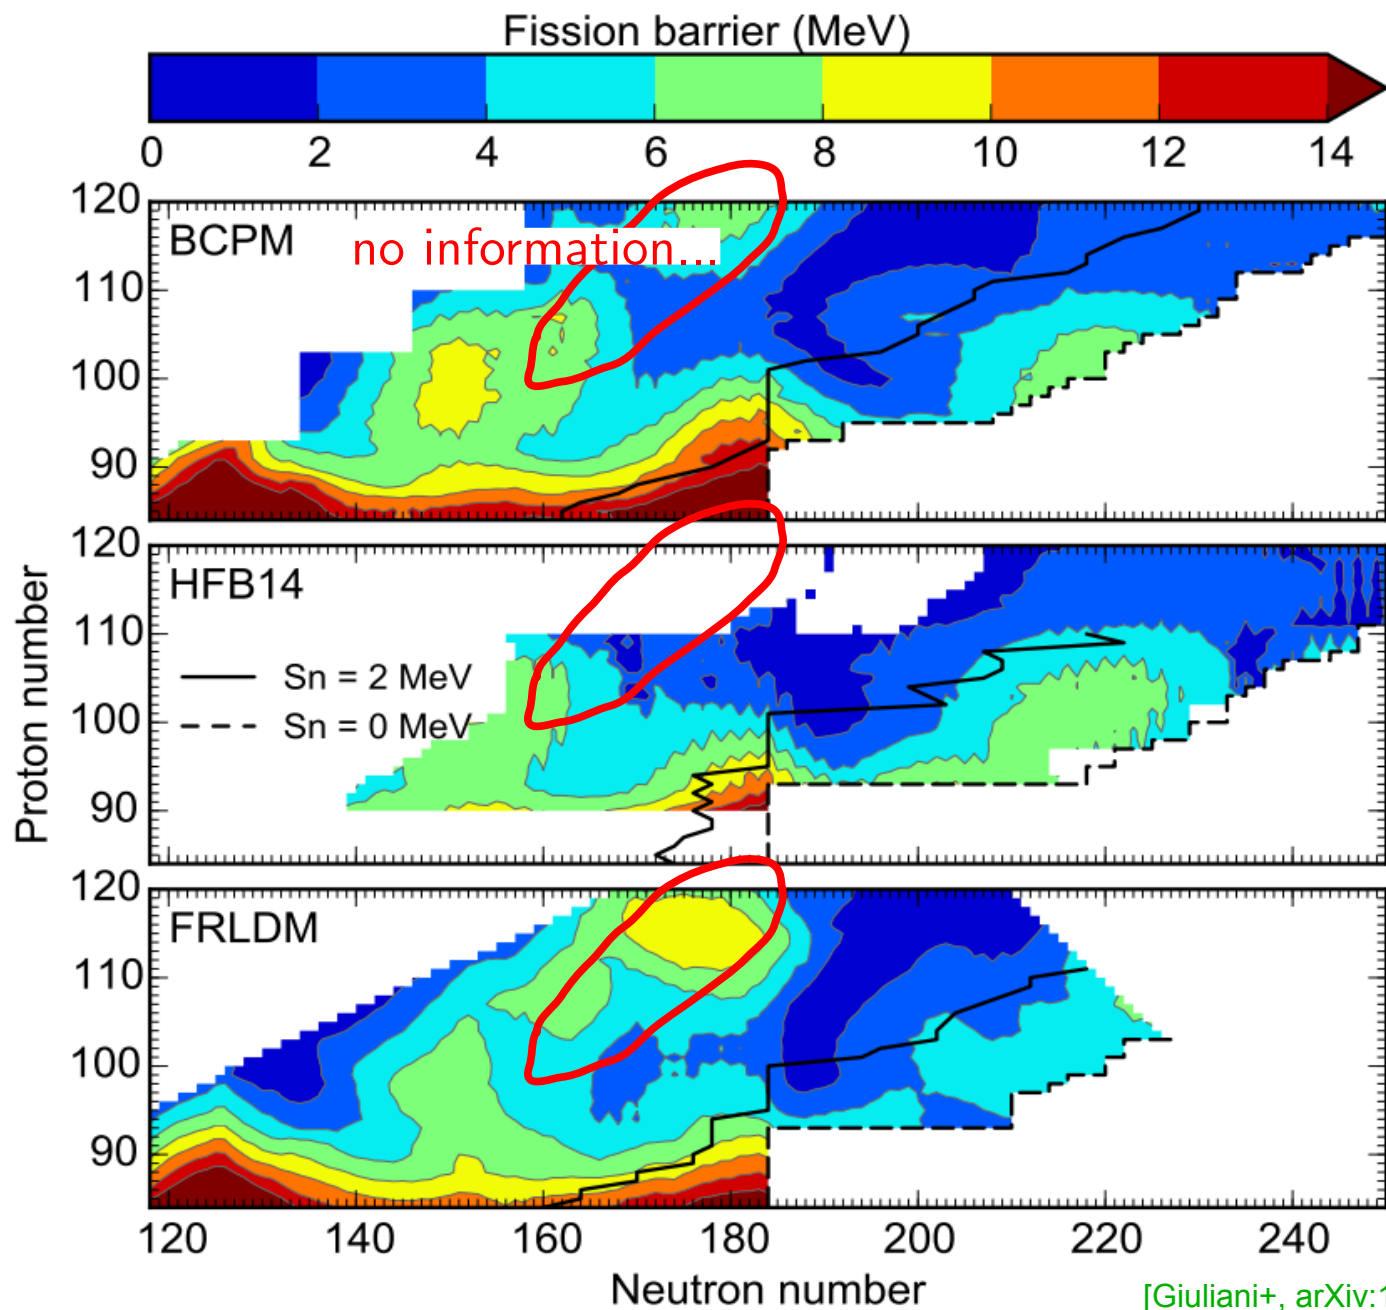 Fission barrier (MeV)
0 2 4 6 8 10 12 14
120
BCPM
no information...
110
100
90
120
HFB14
110
Sn = 2 MeV
100
Sn = 0 MeV
90
Proton number
120
FRLDM
110
100
90
120 140 160 180 200 220 240
Neutron number
[Giuliani+, arXiv:1